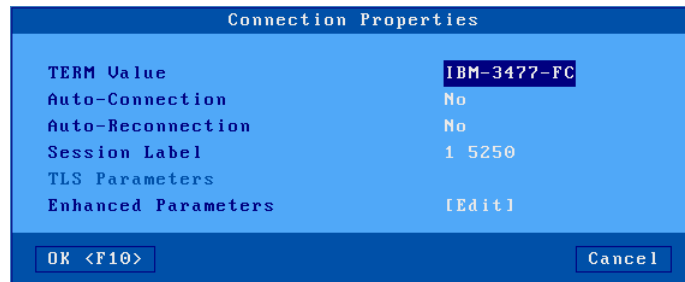 Connection Properties
TERM Value IBM-3477-FC
Auto-Connection No
Auto-Reconnection No
Session Label 1 5250
TLS Parameters
Enhanced Parameters [Edit]
OK <F10> Cancel